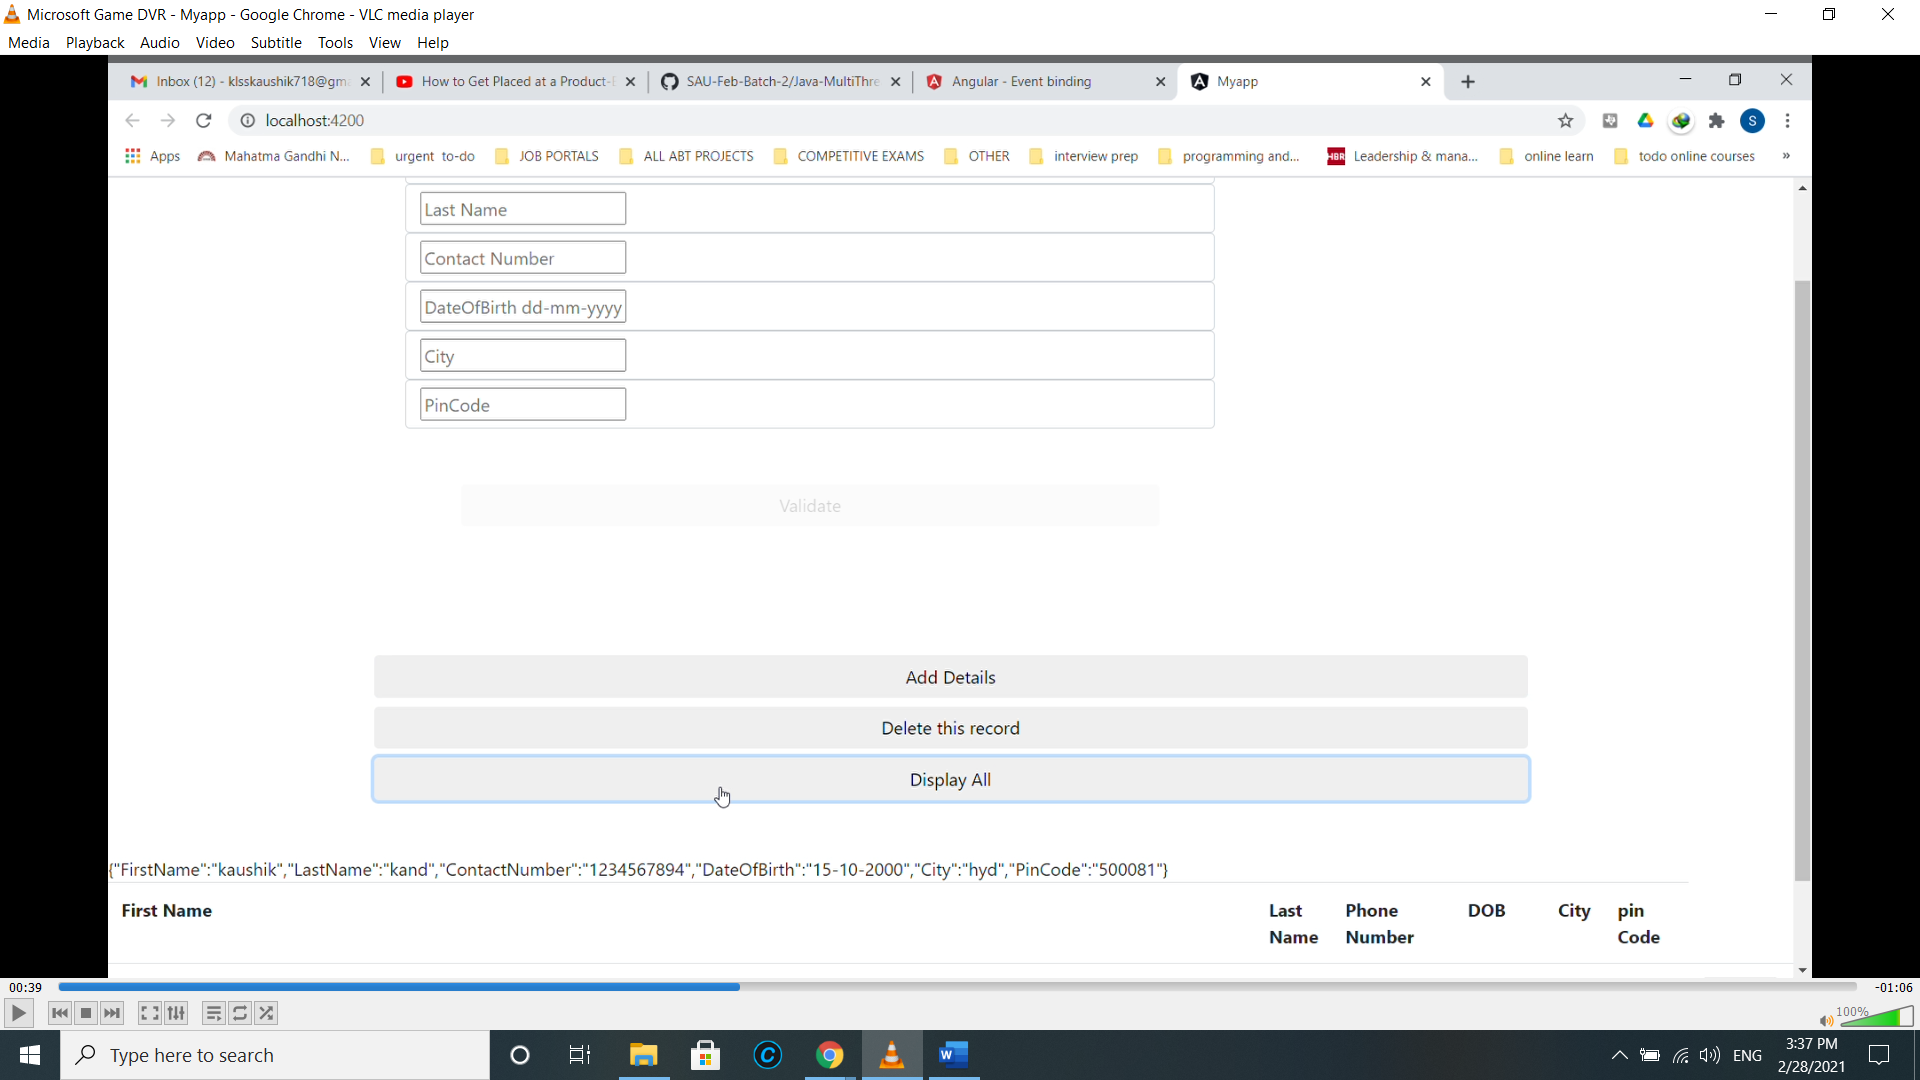 Microsoft Game DVR - Myapp - Google Chrome - VLC media player
Media Playback Audio Video Subtitle Tools View Help
Inbox (12) - klsskaushik718@gm How to Get Placed at a Product- SAU-Feb-Batch-2/Java-MultiThre Angular - Event binding Myapp
localhost:4200 S
Apps Mahatma Gandhi N... urgent to-do JOB PORTALS ALL ABT PROJECTS COMPETITIVE EXAMS OTHER interview prep programming and... HBR Leadership & mana... online learn todo online courses »
Last Name
Contact Number
DateOfBirth dd-mm-yyyy
City
PinCode
Validate
Add Details
Delete this record
Display All
{"FirstName":"kaushik","LastName":"kand","ContactNumber":"1234567894","DateOfBirth":"15-10-2000","City":"hyd","PinCode":"500081"}
First Name Last Name Phone Number DOB City pin Code
00:39 -01:06
100%
Type here to search C W ENG 3:37 PM
2/28/2021